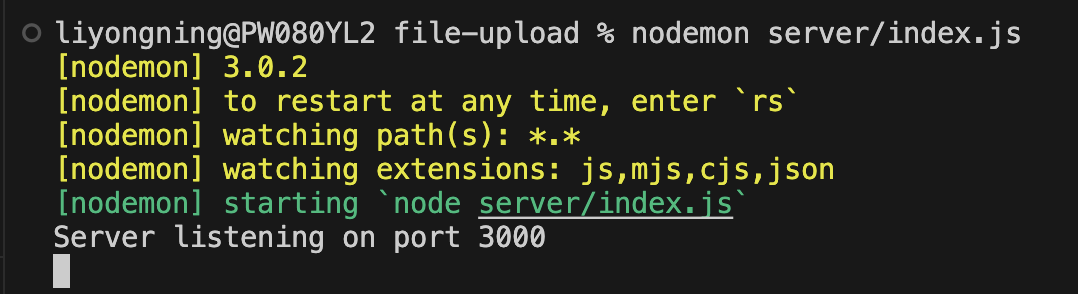 liyongning@PW080YL2 file-upload % nodemon server/index.js
[nodemon] 3.0.2
[nodemon] to restart at any time, enter `rs`
[nodemon] watching path(s): *.*
[nodemon] watching extensions: js,mjs,cjs,json
[nodemon] starting `node server/index.js`
Server listening on port 3000